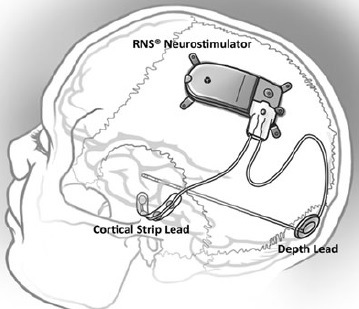 RNS® Neurostimulator
Cortical Strip Lead
Depth Lead